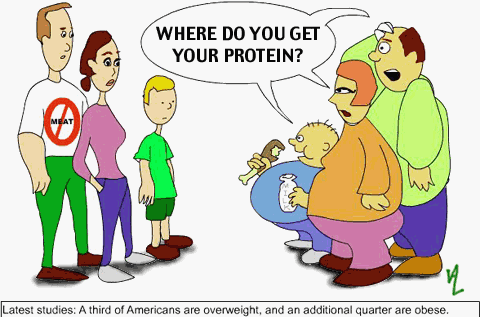 WHERE DO YOU GET
YOUR PROTEIN?
MEAT
Latest studies: A third of Americans are overweight, and an additional quarter are obese.